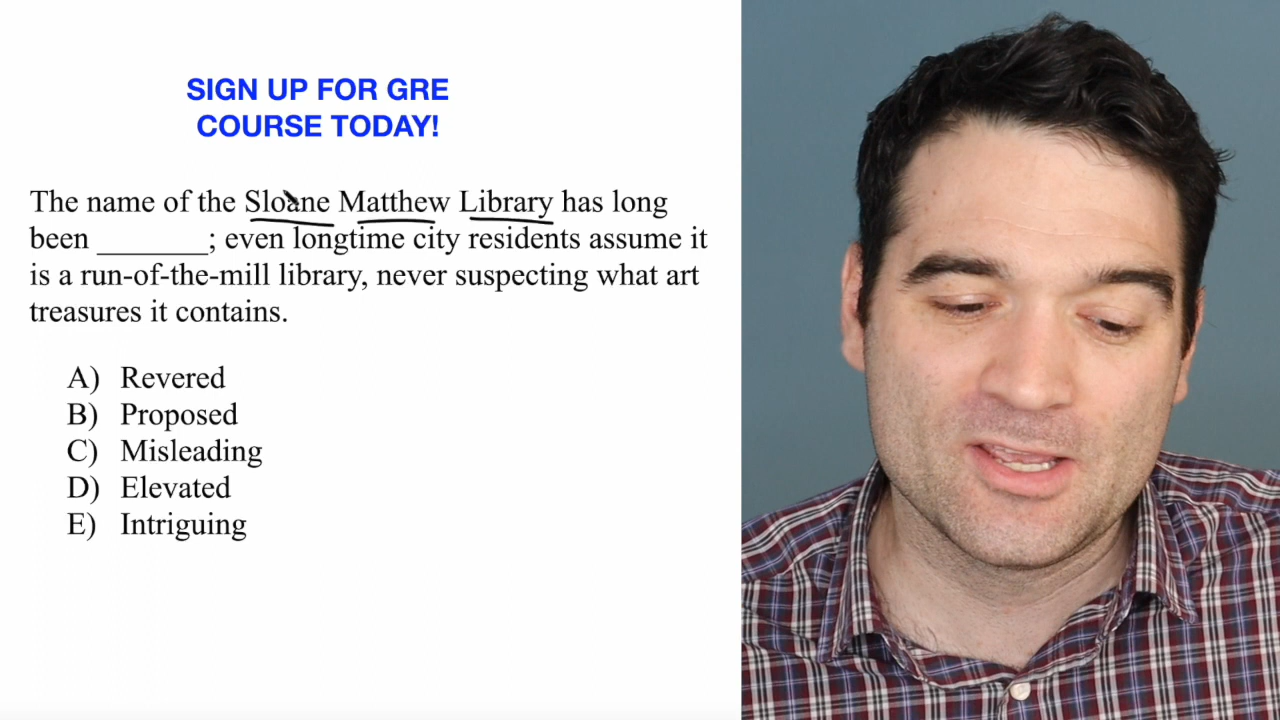 SIGN UP FOR GRE
COURSE TODAY!
The name of the Sloane Matthew Library has long
been _______; even longtime city residents assume it
is a run-of-the-mill library, never suspecting what art
treasures it contains.
A) Revered
B) Proposed
C) Misleading
D) Elevated
E) Intriguing